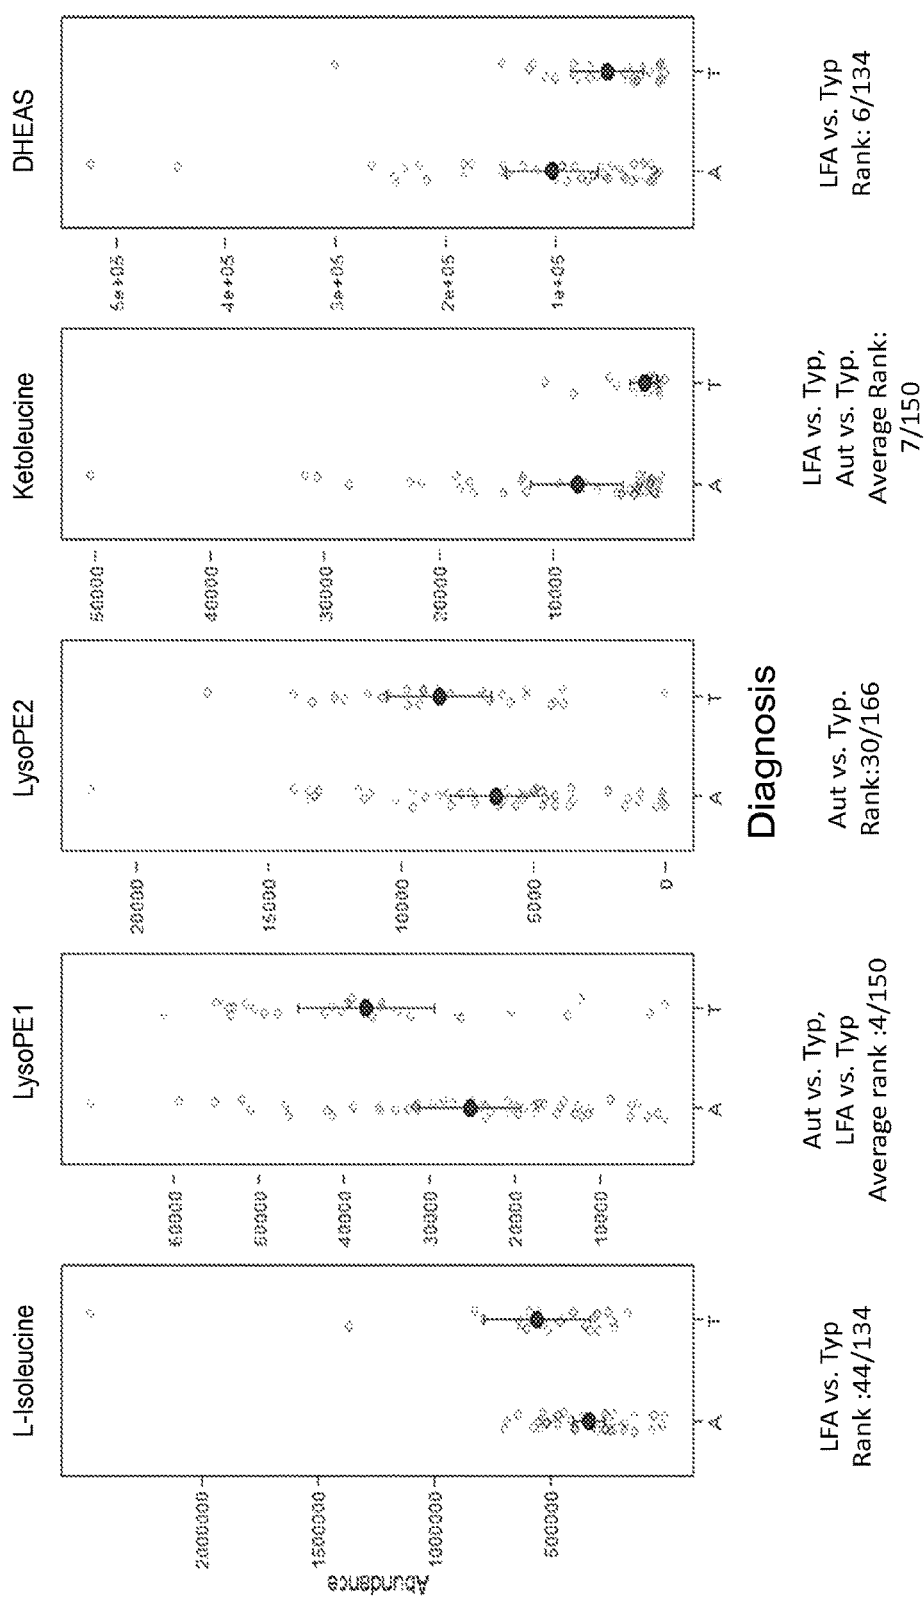 L-Isoleucine
LysoPE1
LysoPE2
Ketoleucine
DHEAS
Abundance
2000000
1500000
1000000
500000
A T
60000
50000
40000
30000
20000
10000
A T
20000
15000
10000
5000
0
A T
50000
40000
30000
20000
10000
A T
5e+05
4e+05
3e+05
2e+05
1e+05
A T
Diagnosis
LFA vs. Typ
Rank :44/134
Aut vs. Typ,
LFA vs. Typ
Average rank :4/150
Aut vs. Typ.
Rank:30/166
LFA vs. Typ,
Aut vs. Typ.
Average Rank:
7/150
LFA vs. Typ
Rank: 6/134